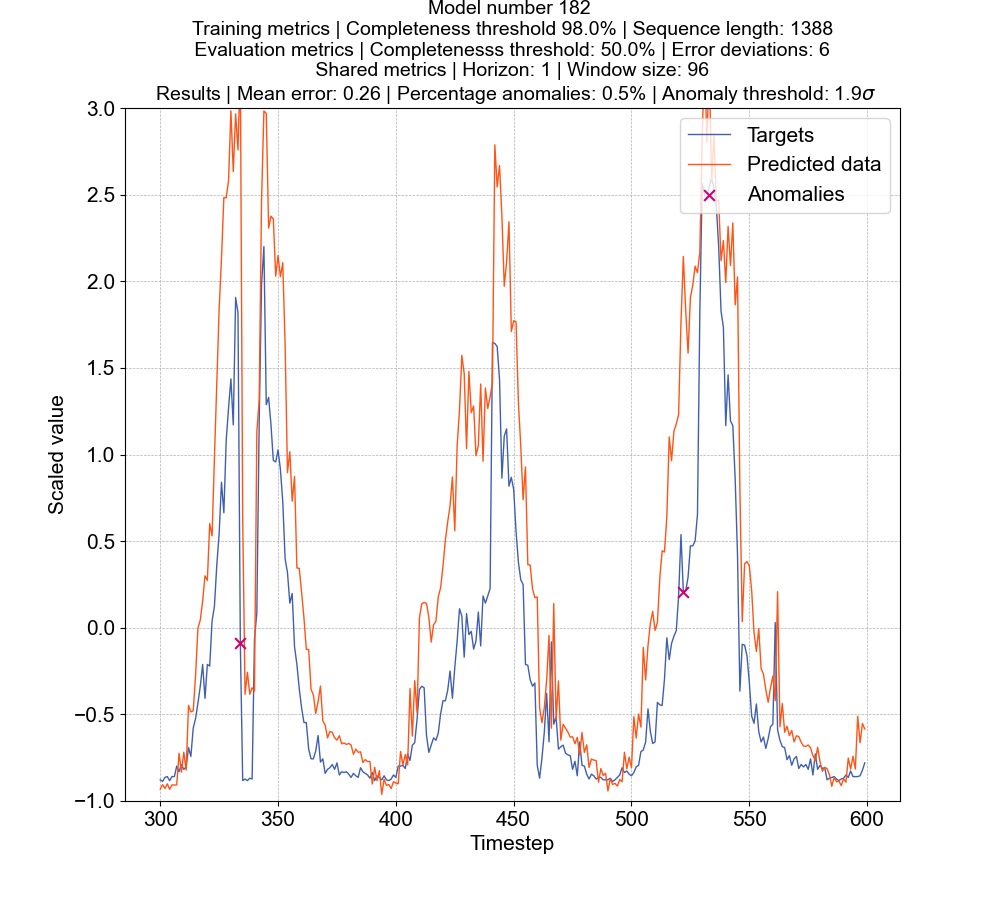 Model number 182
Training metrics | Completeness threshold 98.0% | Sequence length: 1388
Evaluation metrics | Completenesss threshold: 50.0% | Error deviations: 6
Shared metrics | Horizon: 1 | Window size: 96
Results | Mean error: 0.26 | Percentage anomalies: 0.5% | Anomaly threshold: 1.9σ
3.0
2.5
2.0
1.5
1.0
0.5
0.0
−0.5
−1.0
Scaled value
Targets
Predicted data
Anomalies
300 350 400 450 500 550 600
Timestep